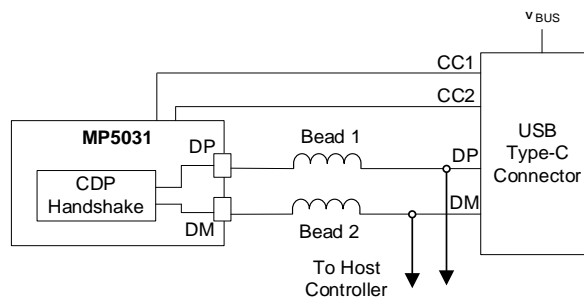 VBUS
CC1
CC2
MP5031
DP
Bead 1
DP
USB
Type-C
Connector
CDP
Handshake
DM
Bead 2
DM
To Host
Controller